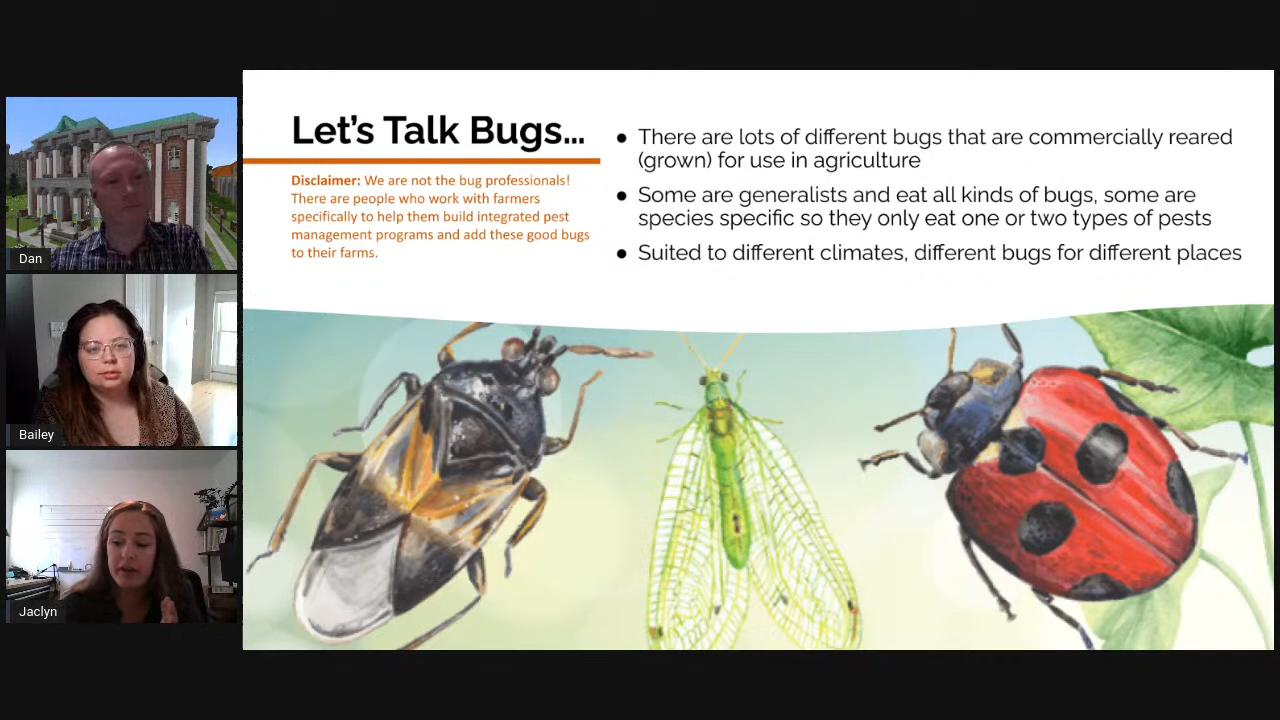 Let's Talk Bugs...
Disclaimer: We are not the bug professionals!
There are people who work with farmers
specifically to help them build integrated pest
management programs and add these good bugs
to their farms.
● There are lots of different bugs that are commercially reared
(grown) for use in agriculture
● Some are generalists and eat all kinds of bugs, some are
species specific so they only eat one or two types of pests
● Suited to different climates, different bugs for different places
Dan
Bailey
Jaclyn